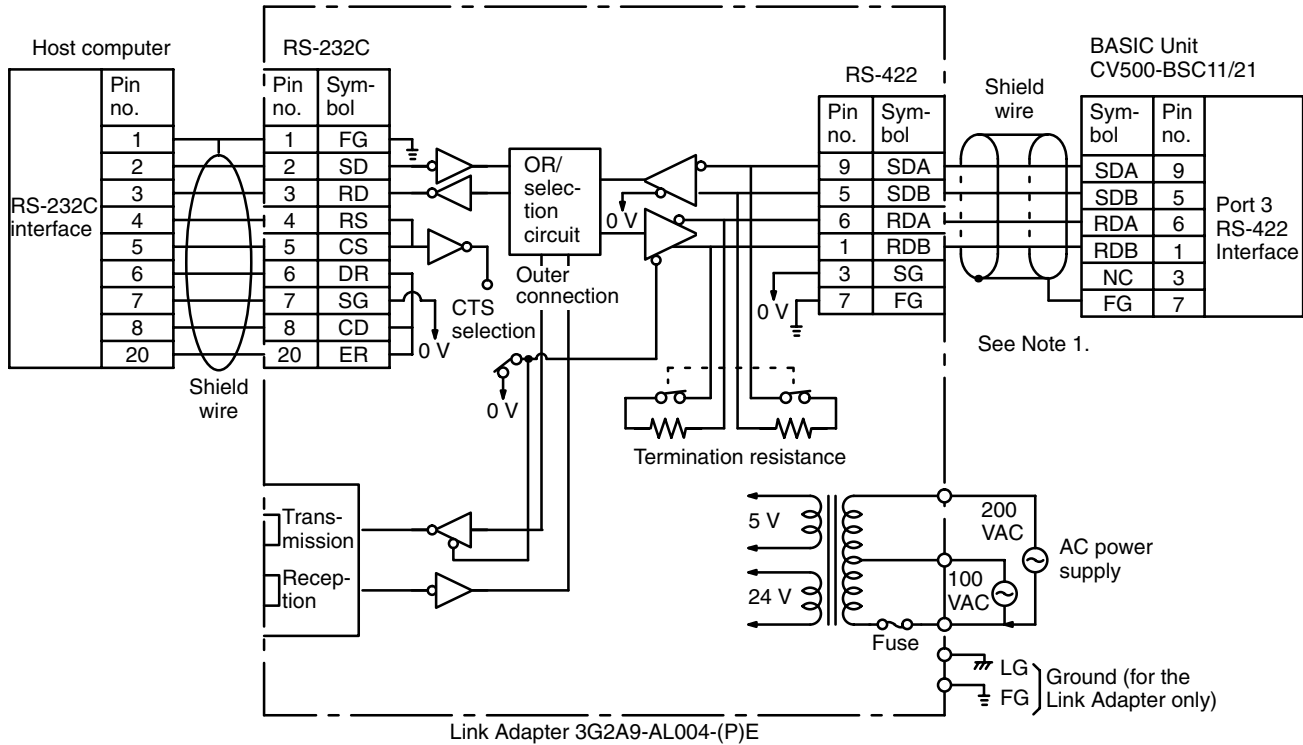 Host computer
RS-232C
RS-422
Shield
wire
BASIC Unit
CV500-BSC11/21
Pin
no.
Pin
no.
Sym-
bol
Pin
no.
Sym-
bol
Sym-
bol
Pin
no.
RS-232C
interface
1
2
3
4
5
6
7
8
20
1 FG
2 SD
3 RD
4 RS
5 CS
6 DR
7 SG
8 CD
20 ER
Shield
wire
OR/
selec-
tion
circuit
Outer
connection
CTS
selection
0 V
0 V
0 V
0 V
9 SDA
5 SDB
6 RDA
1 RDB
3 SG
7 FG
SDA 9
SDB 5
RDA 6
RDB 1
NC 3
FG 7
Port 3
RS-422
Interface
See Note 1.
Termination resistance
Trans-
mission
Recep-
tion
5 V
24 V
200
VAC
100
VAC
AC power
supply
Fuse
LG
FG
Ground (for the
Link Adapter only)
Link Adapter 3G2A9-AL004-(P)E